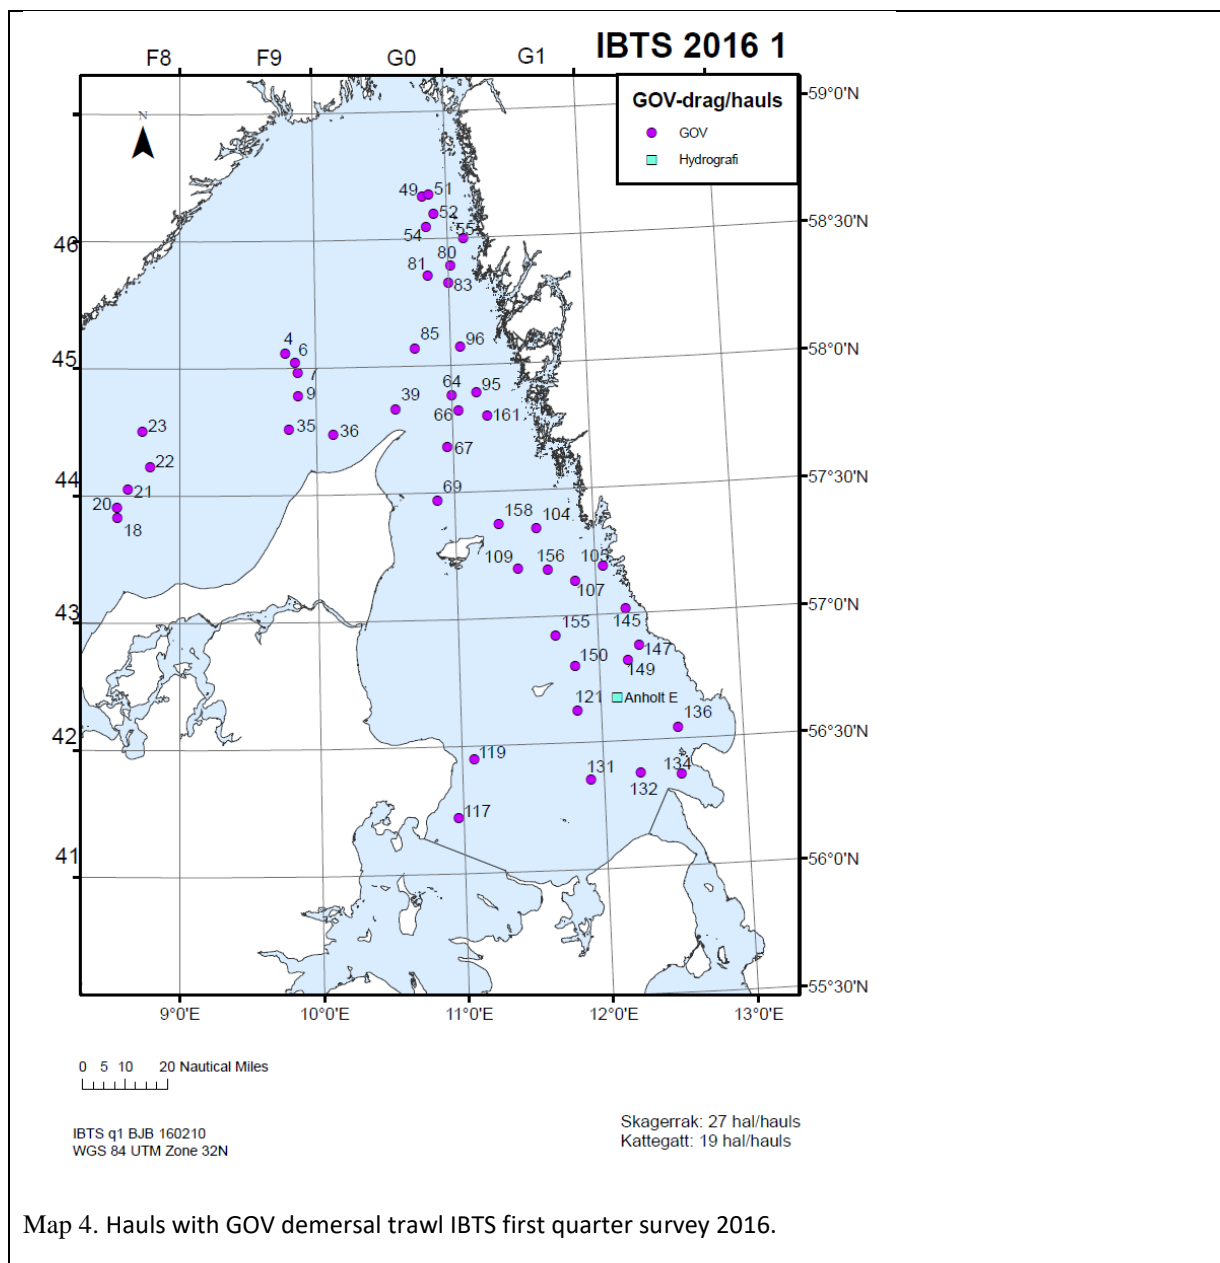 IBTS 2016 1
F8 F9 G0 G1
GOV-drag/hauls
GOV
Hydrografi
N
59°0'N
58°30'N
58°0'N
57°30'N
57°0'N
56°30'N
56°0'N
55°30'N
46
45
44
43
42
41
49 51
52
54 55
80
81
83
4
6
7
9
85 96
39 64 95
66 161
35 36
67
23
22
21
20
18
69
158 104
109 156 105
107
155 145
147
150 149
121 Anholt E
136
119
131 132 134
117
9°0'E 10°0'E 11°0'E 12°0'E 13°0'E
0 5 10 20 Nautical Miles
IBTS q1 BJB 160210
WGS 84 UTM Zone 32N
Skagerrak: 27 hal/hauls
Kattegatt: 19 hal/hauls
Map 4. Hauls with GOV demersal trawl IBTS first quarter survey 2016.